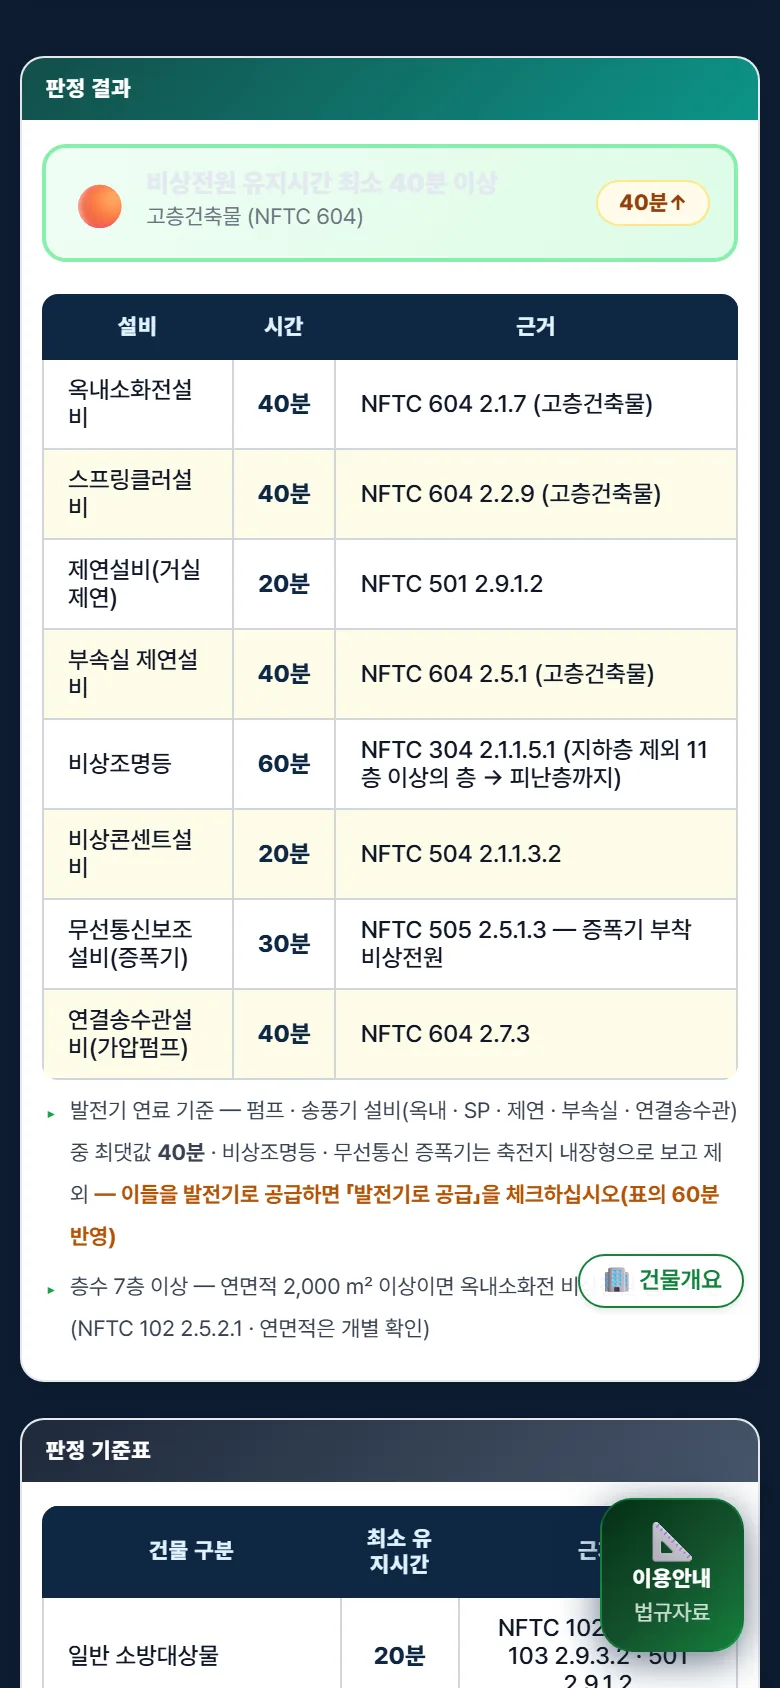 판정 결과
비상전원 유지시간 최소 40분 이상
고층건축물 (NFTC 604)
40분↑
설비 시간 근거
옥내소화전설
비
40분
NFTC 604 2.1.7 (고층건축물)
스프링클러설
비
40분
NFTC 604 2.2.9 (고층건축물)
제연설비(거실
제연)
20분
NFTC 501 2.9.1.2
부속실 제연설
비
40분
NFTC 604 2.5.1 (고층건축물)
비상조명등
60분
NFTC 304 2.1.1.5.1 (지하층 제외 11
층 이상의 층 → 피난층까지)
비상콘센트설
비
20분
NFTC 504 2.1.1.3.2
무선통신보조
설비(증폭기)
30분
NFTC 505 2.5.1.3 — 증폭기 부착
비상전원
연결송수관설
비(가압펌프)
40분
NFTC 604 2.7.3
▸ 발전기 연료 기준 — 펌프 · 송풍기 설비(옥내 · SP · 제연 · 부속실 · 연결송수관)
중 최댓값 40분 · 비상조명등 · 무선통신 증폭기는 축전지 내장형으로 보고 제
외 — 이들을 발전기로 공급하면 「발전기로 공급」을 체크하십시오(표의 60분
반영)
▸ 층수 7층 이상 — 연면적 2,000 m² 이상이면 옥내소화전 비
건물개요
(NFTC 102 2.5.2.1 · 연면적은 개별 확인)
판정 기준표
건물 구분
최소 유
지시간
이용안내
법규자료
일반 소방대상물
20분
NFTC 102
103 2.9.3.2 · 501
2.9.1.2